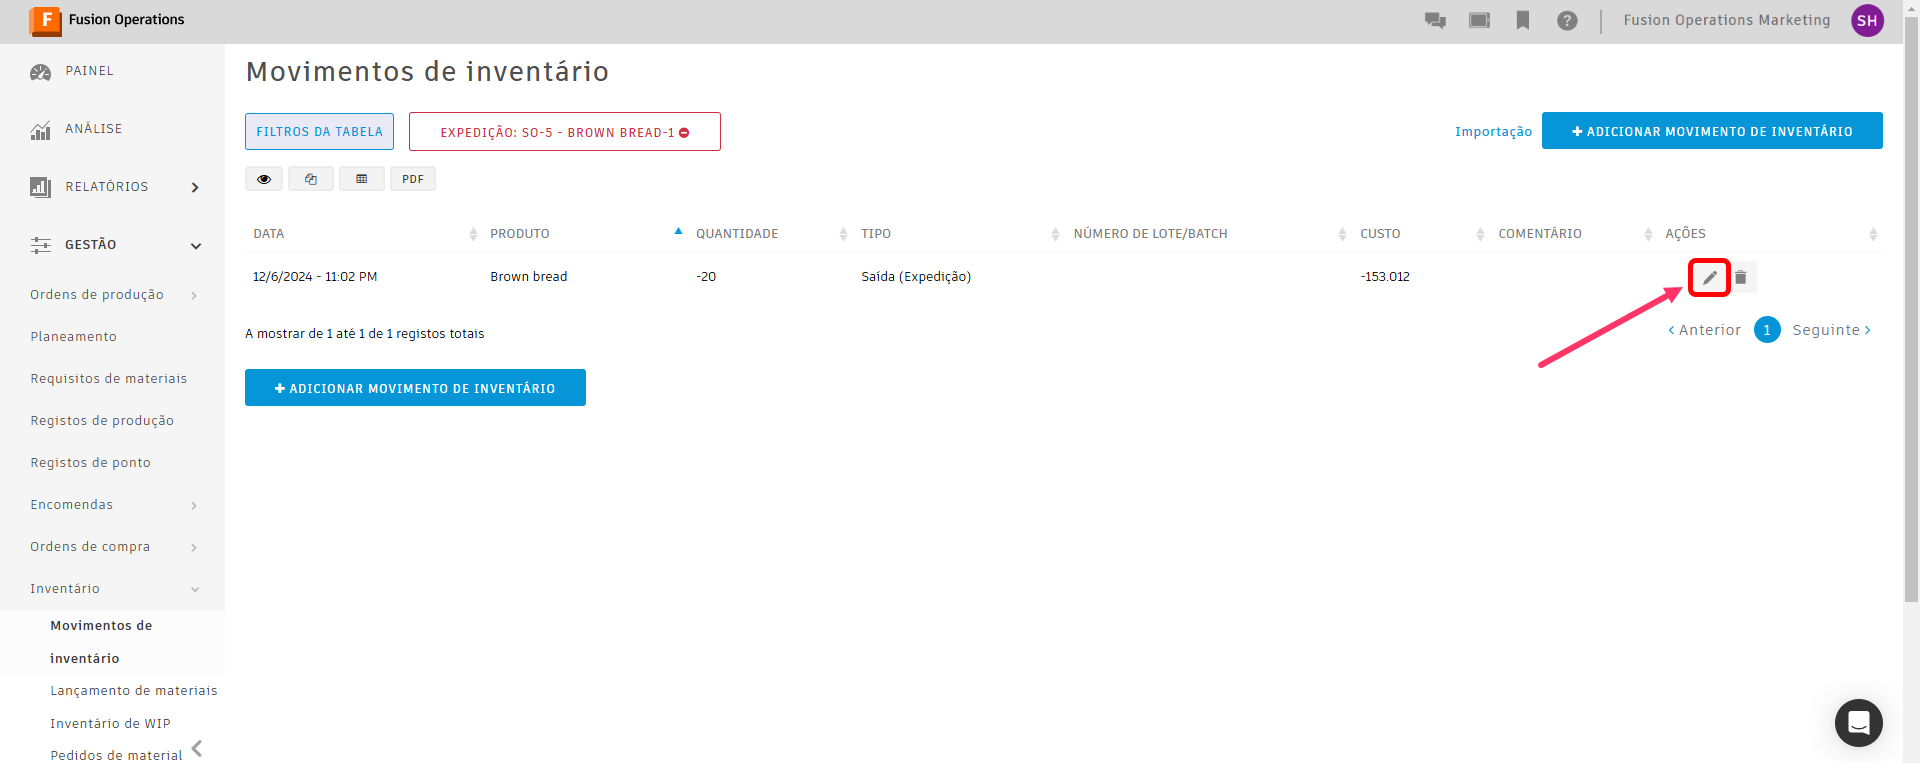 F Fusion Operations
Fusion Operations Marketing SH
PAINEL
ANÁLISE
RELATÓRIOS
GESTÃO
Ordens de produção
Planeamento
Requisitos de materiais
Registos de produção
Registos de ponto
Encomendas
Ordens de compra
Inventário
Movimentos de
inventário
Lançamento de materiais
Inventário de WIP
Pedidos de material
Movimentos de inventário
FILTROS DA TABELA EXPEDIÇÃO: SO-5 - BROWN BREAD-1
Importação + ADICIONAR MOVIMENTO DE INVENTÁRIO
PDF
DATA PRODUTO QUANTIDADE TIPO NÚMERO DE LOTE/BATCH CUSTO COMENTÁRIO AÇÕES
12/6/2024 - 11:02 PM Brown bread -20 Saída (Expedição) -153.012
A mostrar de 1 até 1 de 1 registos totais
< Anterior 1 Seguinte >
+ ADICIONAR MOVIMENTO DE INVENTÁRIO